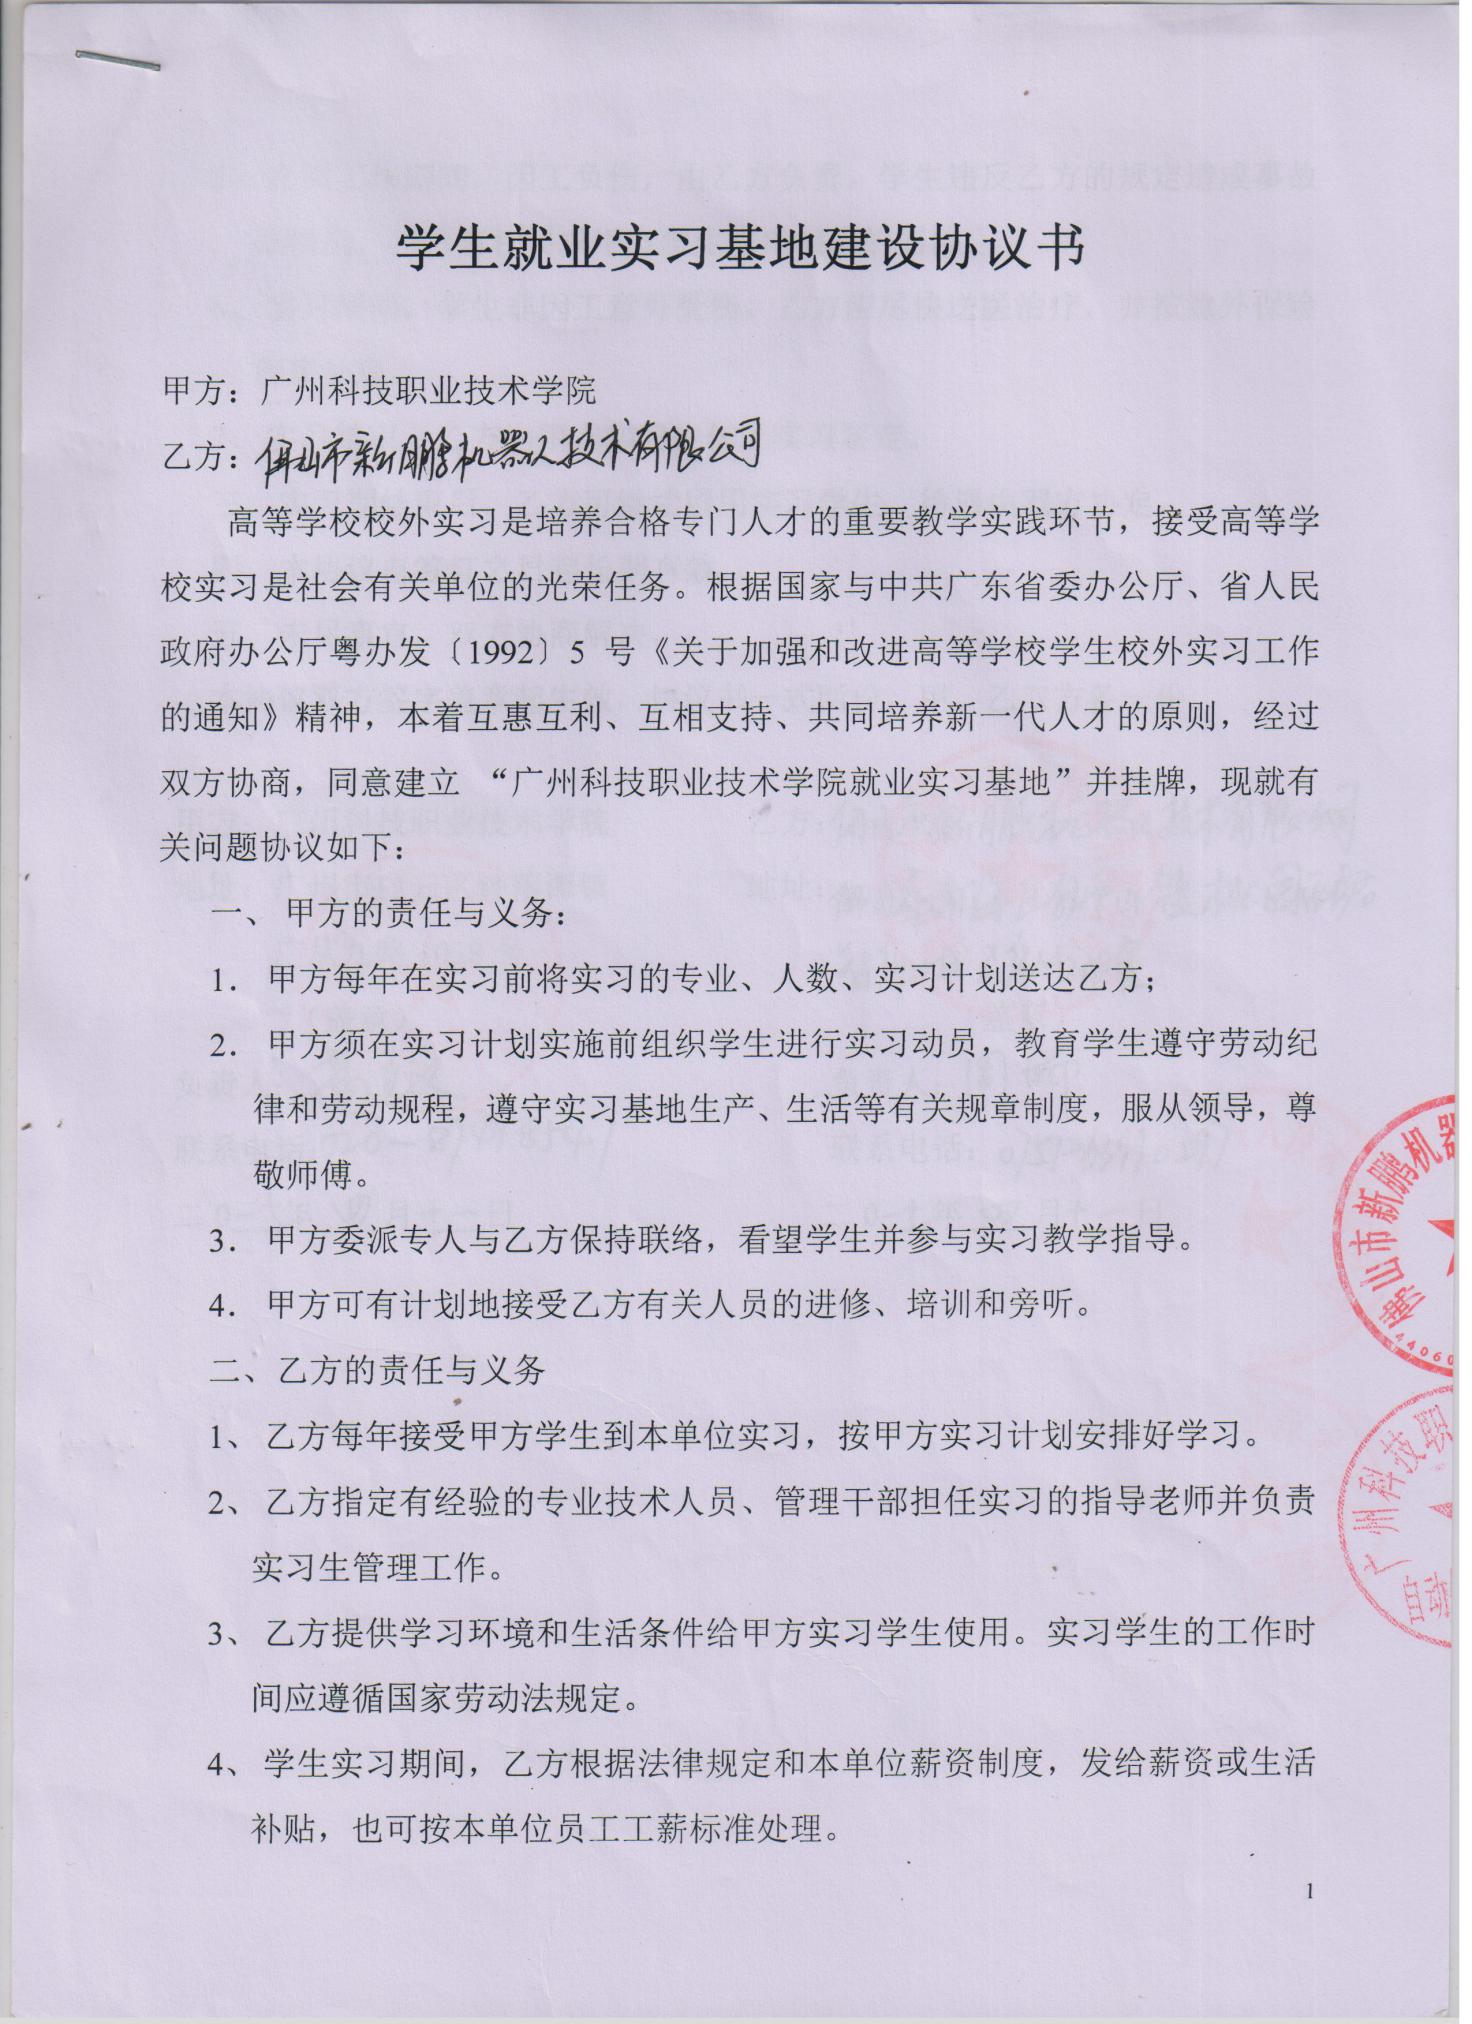 学生就业实习基地建设协议书
甲方：广州科技职业技术学院
乙方：佛山市新鹏机器人技术有限公司
高等学校校外实习是培养合格专门人才的重要教学实践环节，接受高等学
校实习是社会有关单位的光荣任务。根据国家与中共广东省委办公厅、省人民
政府办公厅粤办发〔1992〕5 号《关于加强和改进高等学校学生校外实习工作
的通知》精神，本着互惠互利、互相支持、共同培养新一代人才的原则，经过
双方协商，同意建立 “广州科技职业技术学院就业实习基地”并挂牌，现就有
关问题协议如下：
一、 甲方的责任与义务：
1． 甲方每年在实习前将实习的专业、人数、实习计划送达乙方；
2． 甲方须在实习计划实施前组织学生进行实习动员，教育学生遵守劳动纪
律和劳动规程，遵守实习基地生产、生活等有关规章制度，服从领导，尊
敬师傅。
3． 甲方委派专人与乙方保持联络，看望学生并参与实习教学指导。
4． 甲方可有计划地接受乙方有关人员的进修、培训和旁听。
二、乙方的责任与义务
1、 乙方每年接受甲方学生到本单位实习，按甲方实习计划安排好学习。
2、 乙方指定有经验的专业技术人员、管理干部担任实习的指导老师并负责
实习生管理工作。
3、 乙方提供学习环境和生活条件给甲方实习学生使用。实习学生的工作时
间应遵循国家劳动法规定。
4、 学生实习期间，乙方根据法律规定和本单位薪资制度，发给薪资或生活
补贴，也可按本单位员工工薪标准处理。
佛山市新鹏机器
44060
广州科技职
自动
1